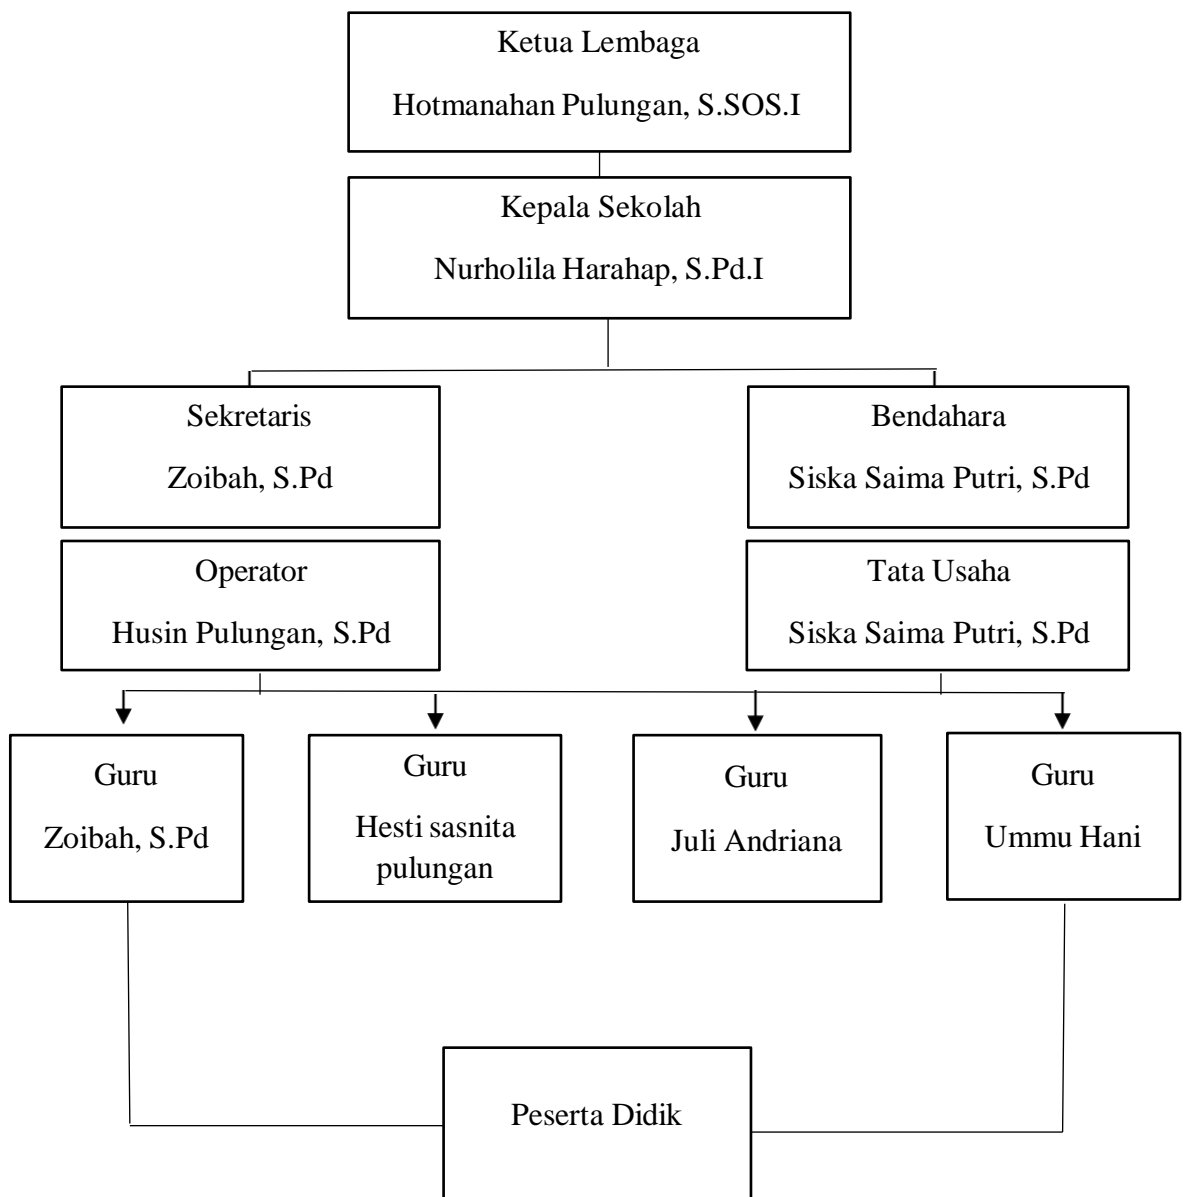 Ketua Lembaga
Hotmanahan Pulungan, S.SOS.I
Kepala Sekolah
Nurholila Harahap, S.Pd.I
Sekretaris
Zoibah, S.Pd
Bendahara
Siska Saima Putri, S.Pd
Operator
Husin Pulungan, S.Pd
Tata Usaha
Siska Saima Putri, S.Pd
Guru
Zoibah, S.Pd
Guru
Hesti sasnita
pulungan
Guru
Juli Andriana
Guru
Ummu Hani
Peserta Didik